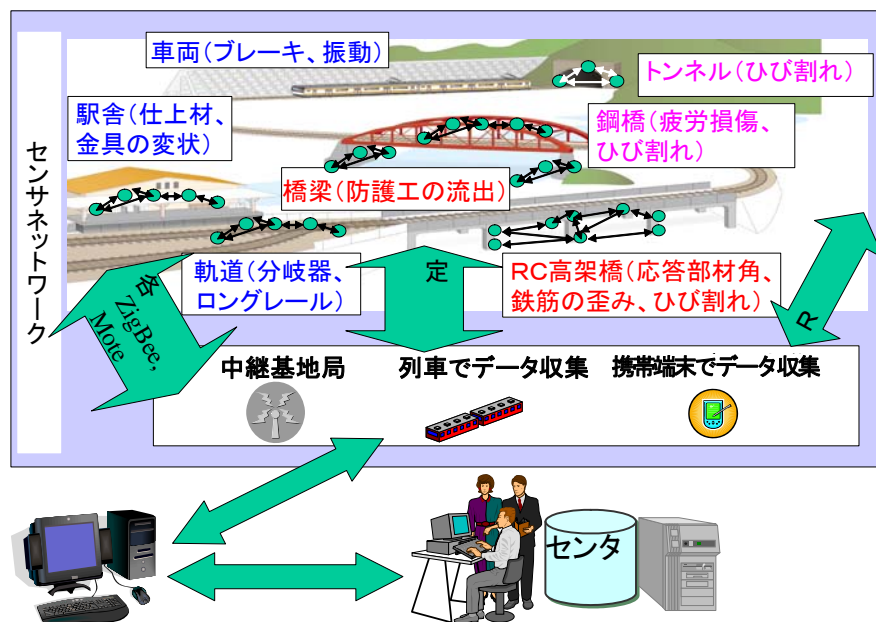 車両(ブレーキ、振動)
トンネル(ひび割れ)
駅舎(仕上材、
金具の変状)
鋼橋(疲労損傷、
ひび割れ)
センサネットワーク
橋梁(防護工の流出)
軌道(分岐器、
ロングレール)
定
RC高架橋(応答部材角、
鉄筋の歪み、ひび割れ)
各
ZigBee,
Mote
R
中継基地局
列車でデータ収集
携帯端末でデータ収集
センタ